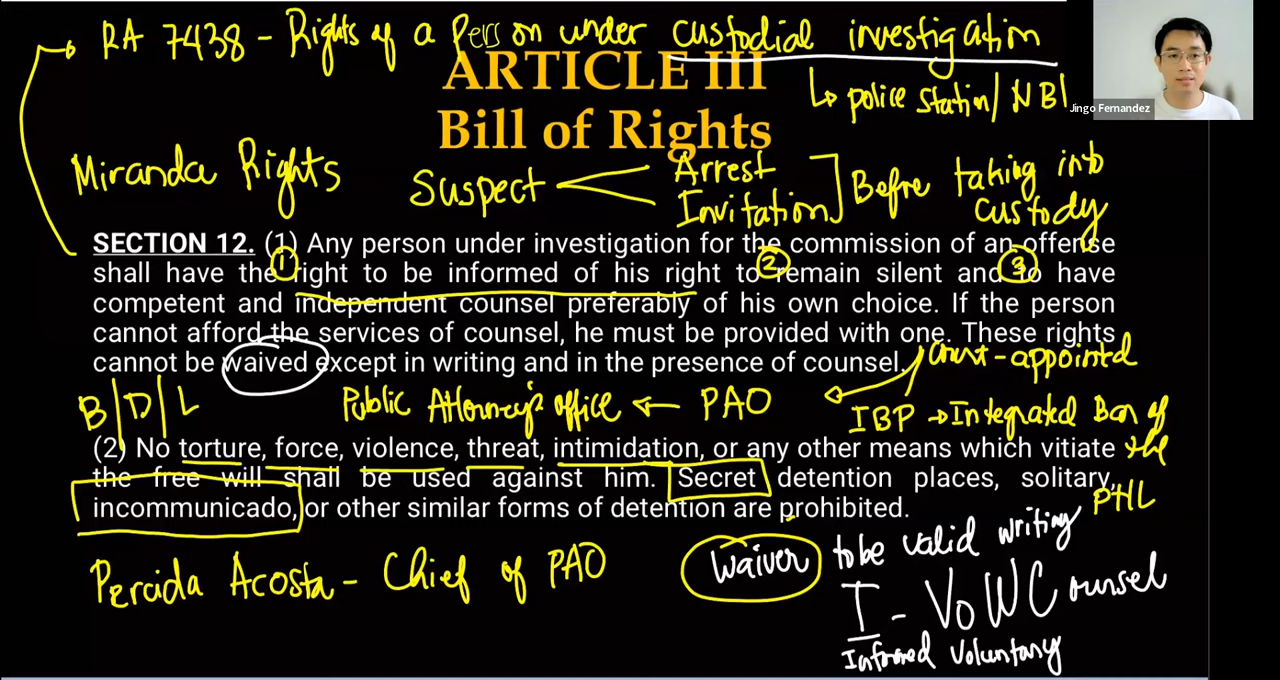 RA 7438 - Rights of a Person under custodial investigation
ARTICLE III
↳ police station/NBI
Jingo Fernandez
Bill of Rights
Miranda Rights
Suspect
Arrest
Invitation
Before taking into
custody
SECTION 12. (1) Any person under investigation for the commission of an offense
1 2 3
shall have the right to be informed of his right to remain silent and to have
competent and independent counsel preferably of his own choice. If the person
cannot afford the services of counsel, he must be provided with one. These rights
cannot be waived except in writing and in the presence of counsel.
Court-appointed
B/D/L
Public Attorney's office ← PAO
IBP → Integrated Bar of
the
PHL
(2) No torture, force, violence, threat, intimidation, or any other means which vitiate
the free will shall be used against him. Secret detention places, solitary,
incommunicado, or other similar forms of detention are prohibited.
Percida Acosta - Chief of PAO
Waiver to be valid writing
I - VoWCounsel
Informed Voluntary